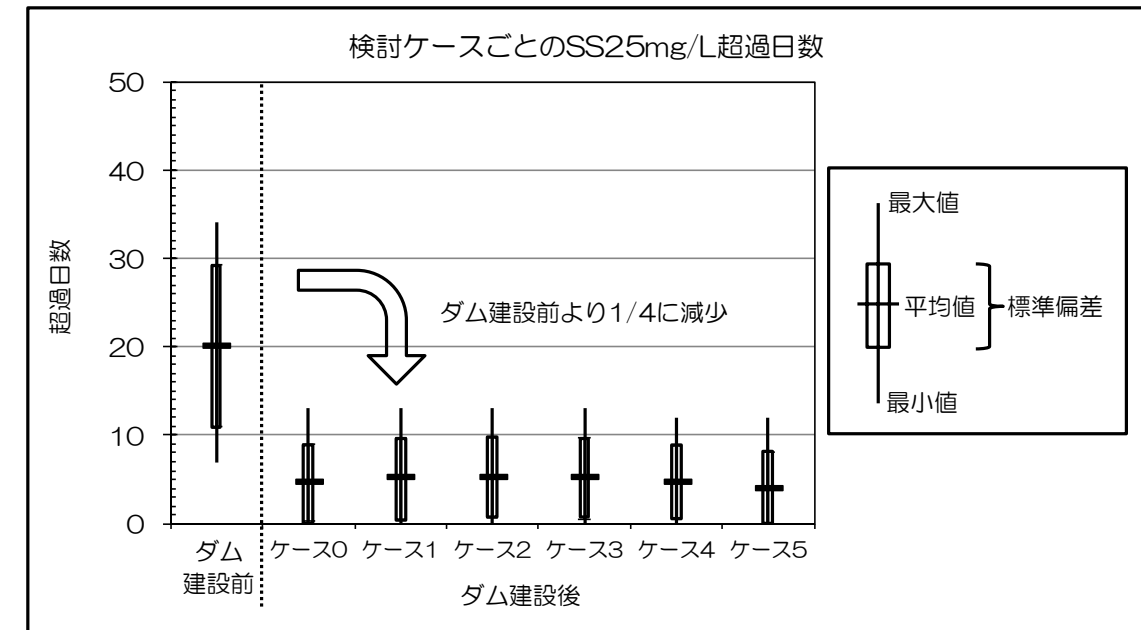 検討ケースごとのSS25mg/L超過日数
50
40
30
20
10
0
超過日数
ダム建設前より1/4に減少
ダム
建設前
ケース0 ケース1 ケース2 ケース3 ケース4 ケース5
ダム建設後
最大値
平均値
標準偏差
最小値